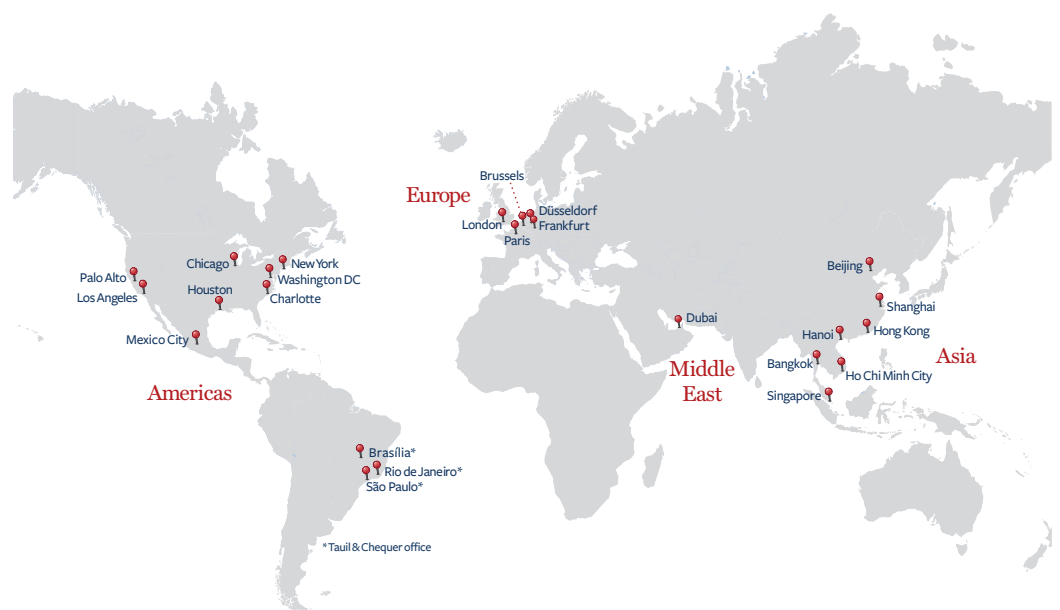 Brussels
Europe
Düsseldorf
London
Frankfurt
Paris
Chicago
New York
Beijing
Palo Alto
Washington DC
Los Angeles
Houston
Charlotte
Shanghai
Dubai
Mexico City
Hanoi
Hong Kong
Asia
Bangkok
Middle
East
Ho Chi Minh City
Americas
Singapore
Brasília*
Rio de Janeiro*
São Paulo*
*Tauil & Chequer office